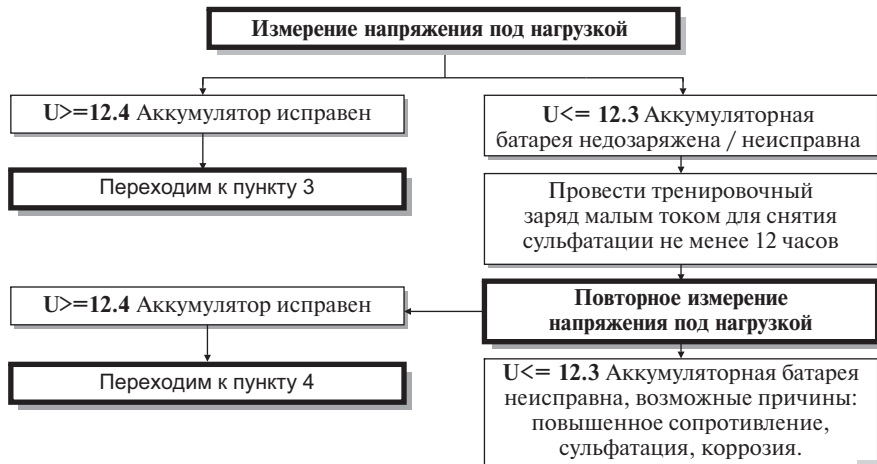 Измерение напряжения под нагрузкой
U>=12.4 Аккумулятор исправен
U<= 12.3 Аккумуляторная
батарея недозаряжена / неисправна
Переходим к пункту 3
Провести тренировочный
заряд малым током для снятия
сульфатации не менее 12 часов
U>=12.4 Аккумулятор исправен
Повторное измерение
напряжения под нагрузкой
Переходим к пункту 4
U<= 12.3 Аккумуляторная батарея
неисправна, возможные причины:
повышенное сопротивление,
сульфатация, коррозия.